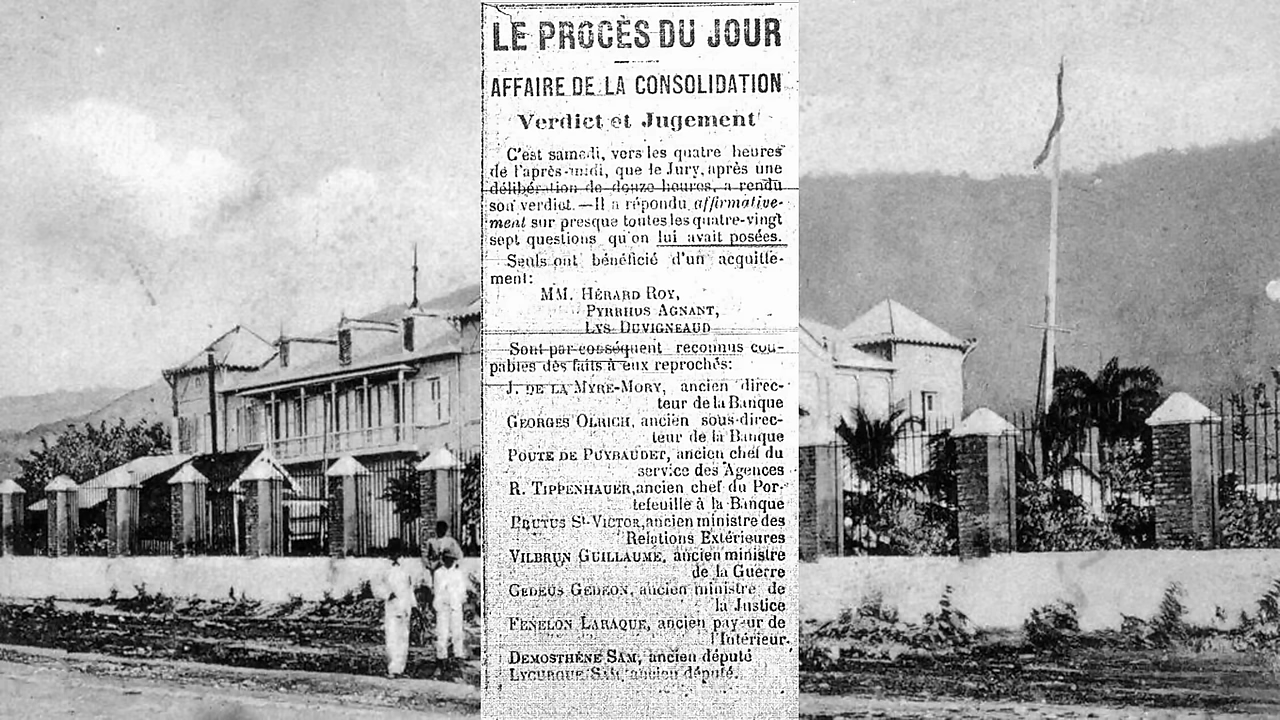 LE PROCÈS DU JOUR
AFFAIRE DE LA CONSOLIDATION
Verdict et Jugement
C'est samedi, vers les quatre heures
de l'après-midi, que le Jury, après une
délibération de douze heures, a rendu
son verdict.—Il a répondu affirmative-
ment sur presque toutes les quatre-vingt
sept questions qu'on lui avait posées.
Seuls ont bénéficié d'un acquitte-
ment:
MM. HÉRARD ROY,
PYRRHUS AGNANT,
LYS DUVIGNEAUD
Sont par conséquent reconnus cou-
pables des faits à eux reprochés:
J. DE LA MYRE-MORY, ancien direc-
teur de la Banque
GEORGES OLRICH, ancien sous-direc-
teur de la Banque
POUTE DE PUYBAUDET, ancien chef du
service des Agences
R. TIPPENHAUER, ancien chef du Por-
tefeuille à la Banque
BRUTUS St-VICTOR, ancien ministre des
Relations Extérieures
VILBRUN GUILLAUME, ancien ministre
de la Guerre
GEDEUS GEDEON, ancien ministre de
la Justice
FÉNELON LARAQUE, ancien payeur de
l'Intérieur.
DEMOSTHÈNE SAM, ancien député
LYCURGUE SAM, ancien député.